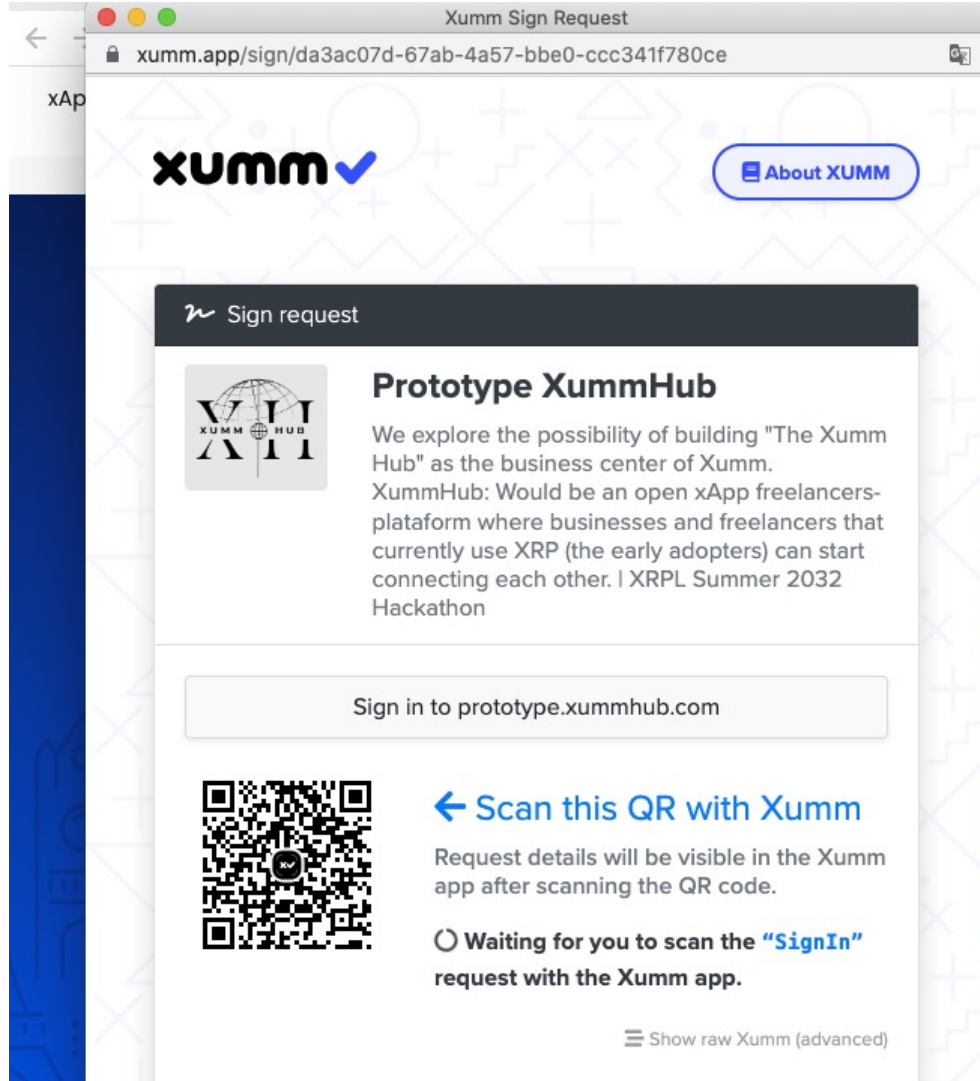 Xumm Sign Request
xumm.app/sign/da3ac07d-67ab-4a57-bbe0-ccc341f780ce
xAp
xumm
About XUMM
Sign request
XH
XUMM HUB
Prototype XummHub
We explore the possibility of building "The Xumm
Hub" as the business center of Xumm.
XummHub: Would be an open xApp freelancers-
plataform where businesses and freelancers that
currently use XRP (the early adopters) can start
connecting each other. | XRPL Summer 2032
Hackathon
Sign in to prototype.xummhub.com
Scan this QR with Xumm
Request details will be visible in the Xumm
app after scanning the QR code.
Waiting for you to scan the “SignIn”
request with the Xumm app.
Show raw Xumm (advanced)